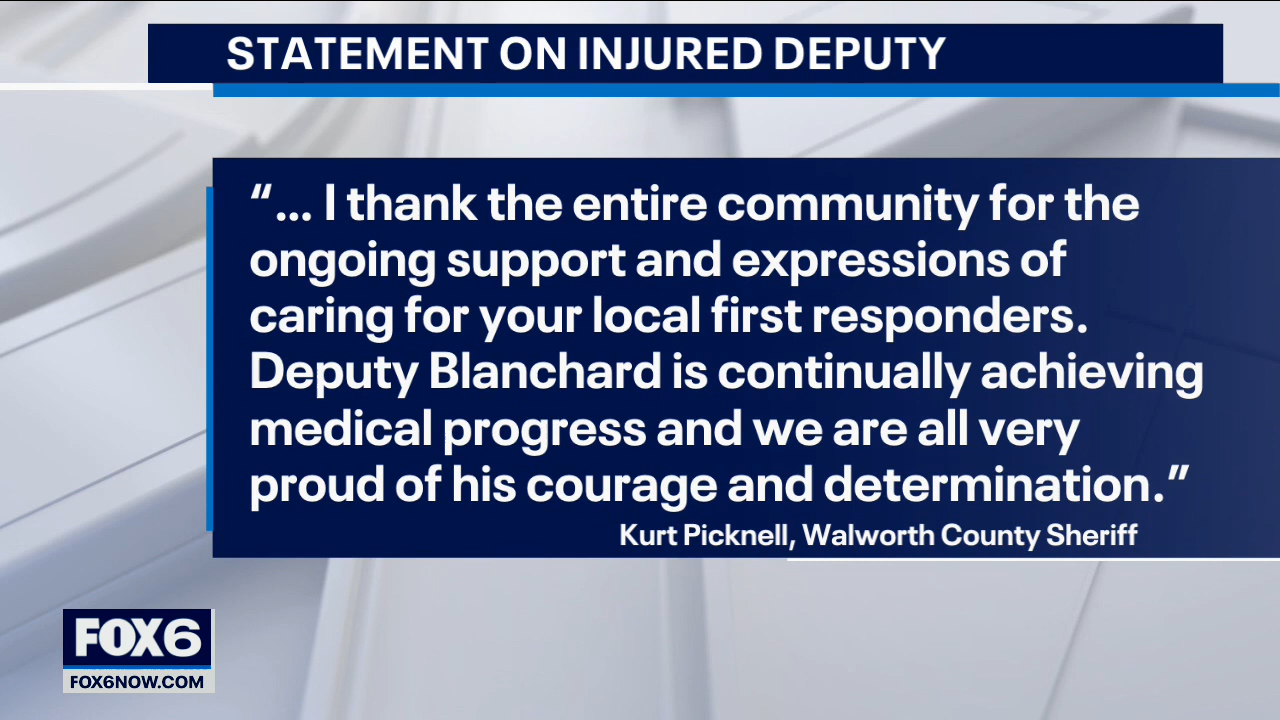 STATEMENT ON INJURED DEPUTY
“... I thank the entire community for the
ongoing support and expressions of
caring for your local first responders.
Deputy Blanchard is continually achieving
medical progress and we are all very
proud of his courage and determination.”
Kurt Picknell, Walworth County Sheriff
FOX6
FOX6NOW.COM